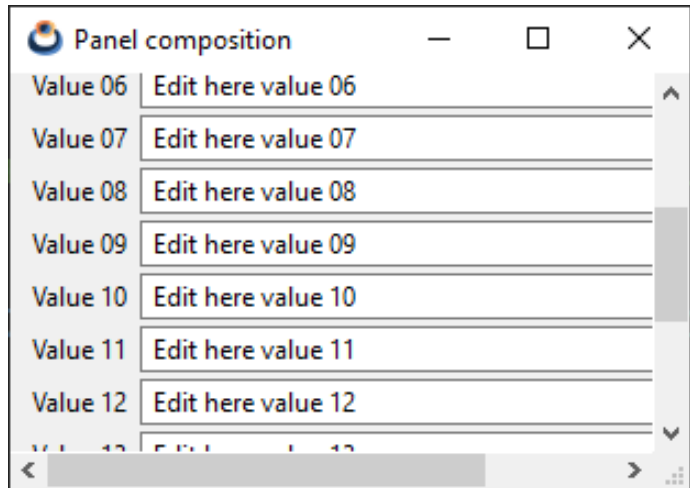 Panel composition
Value 06 Edit here value 06
Value 07 Edit here value 07
Value 08 Edit here value 08
Value 09 Edit here value 09
Value 10 Edit here value 10
Value 11 Edit here value 11
Value 12 Edit here value 12